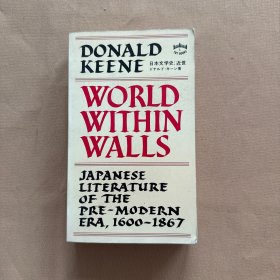 DONALD
KEENE
日本文学史 近世
ドナルド・キーン著
WORLD
WITHIN
WALLS
JAPANESE
LITERATURE
OF THE
PRE-MODERN
ERA, 1600-1867